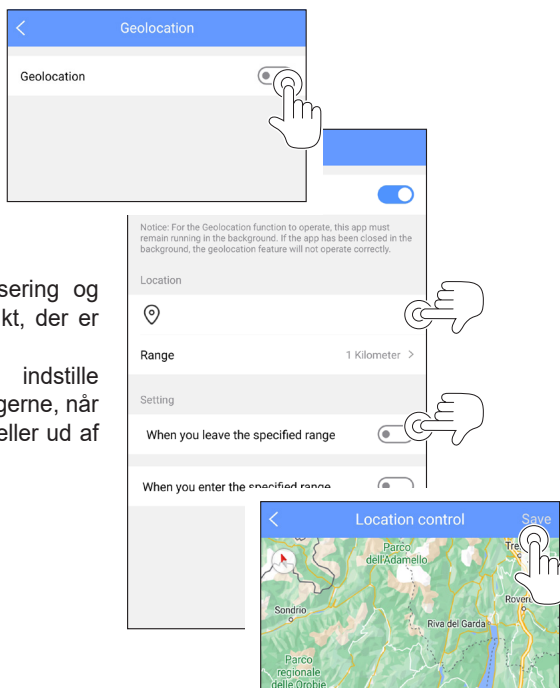 Geolocation
Geolocation
Notice: For the Geolocation function to operate, this app must
remain running in the background. If the app has been closed in the
background, the geolocation feature will not operate correctly.
Location
Range 1 Kilometer >
Setting
When you leave the specified range
When you enter the specified range
sering og
kt, der er
indstille
gerne, når
eller ud af
Location control Save
Parco
dell'Adamello
Tre
Sondrio
Rover
Riva del Garda
Parco
regionale
delle Orobie